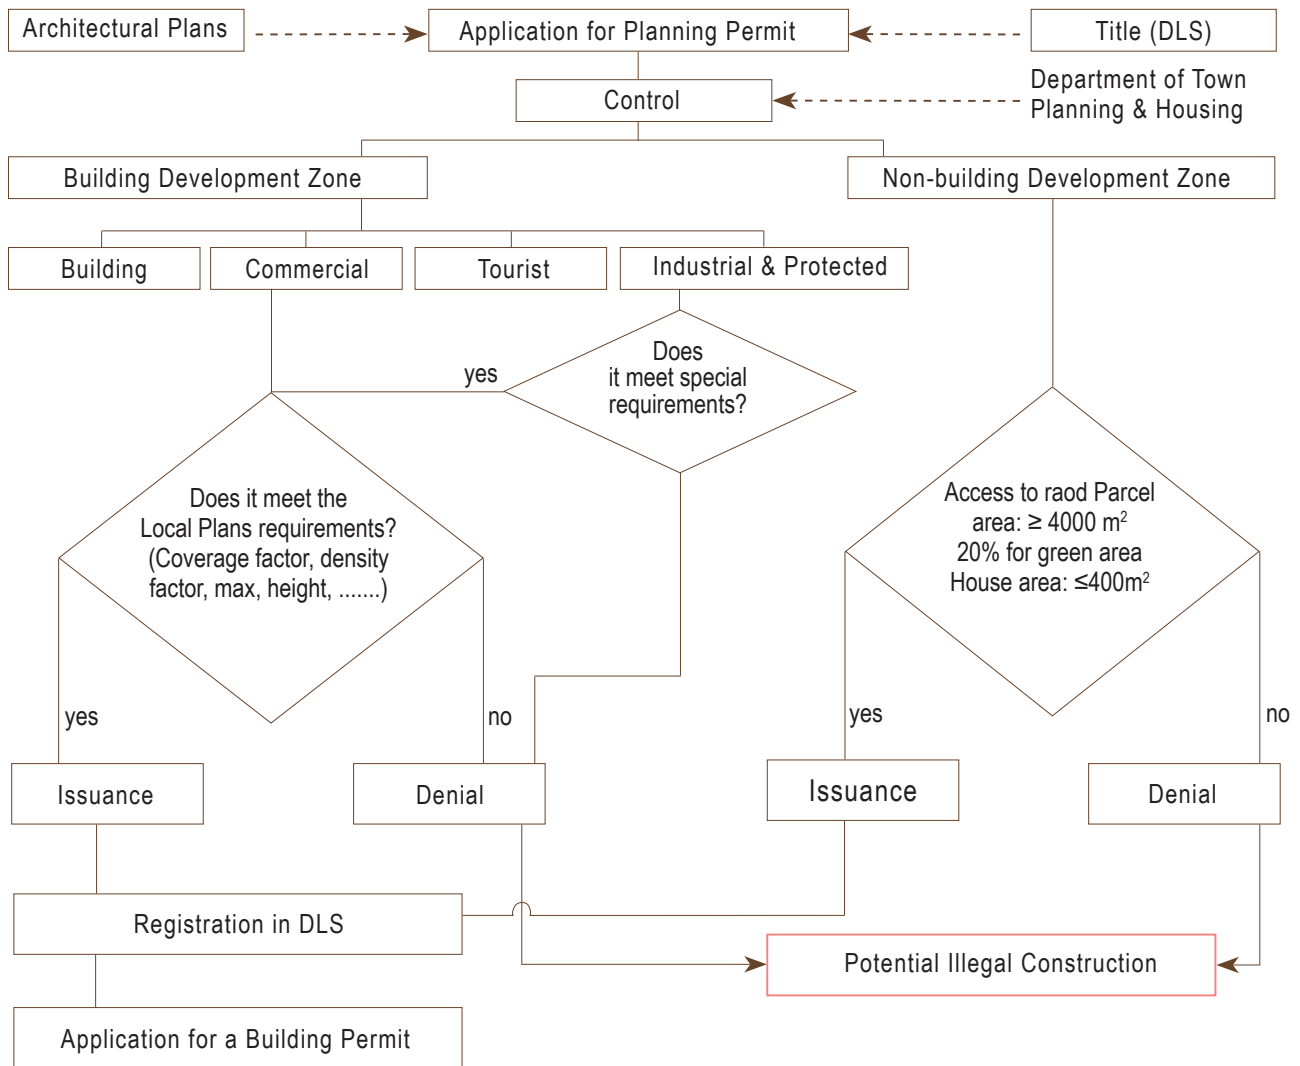 Architectural Plans
Application for Planning Permit
Title (DLS)
Control
Department of Town
Planning & Housing
Building Development Zone
Non-building Development Zone
Building
Commercial
Tourist
Industrial & Protected
Does
it meet special
requirements?
yes
Does it meet the
Local Plans requirements?
(Coverage factor, density
factor, max, height, .......)
Access to raod Parcel
area: ≥ 4000 m²
20% for green area
House area: ≤400m²
yes
no
yes
no
Issuance
Denial
Issuance
Denial
Registration in DLS
Potential Illegal Construction
Application for a Building Permit